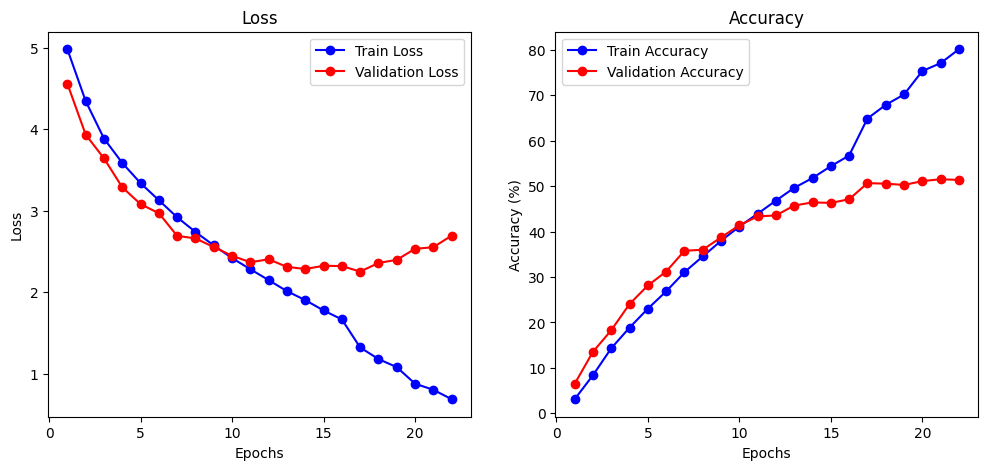 Loss
Train Loss
Validation Loss
5
4
3
2
1
Loss
0
5
10
15
20
Epochs
Accuracy
Train Accuracy
Validation Accuracy
80
70
60
50
40
30
20
10
0
Accuracy (%)
0
5
10
15
20
Epochs